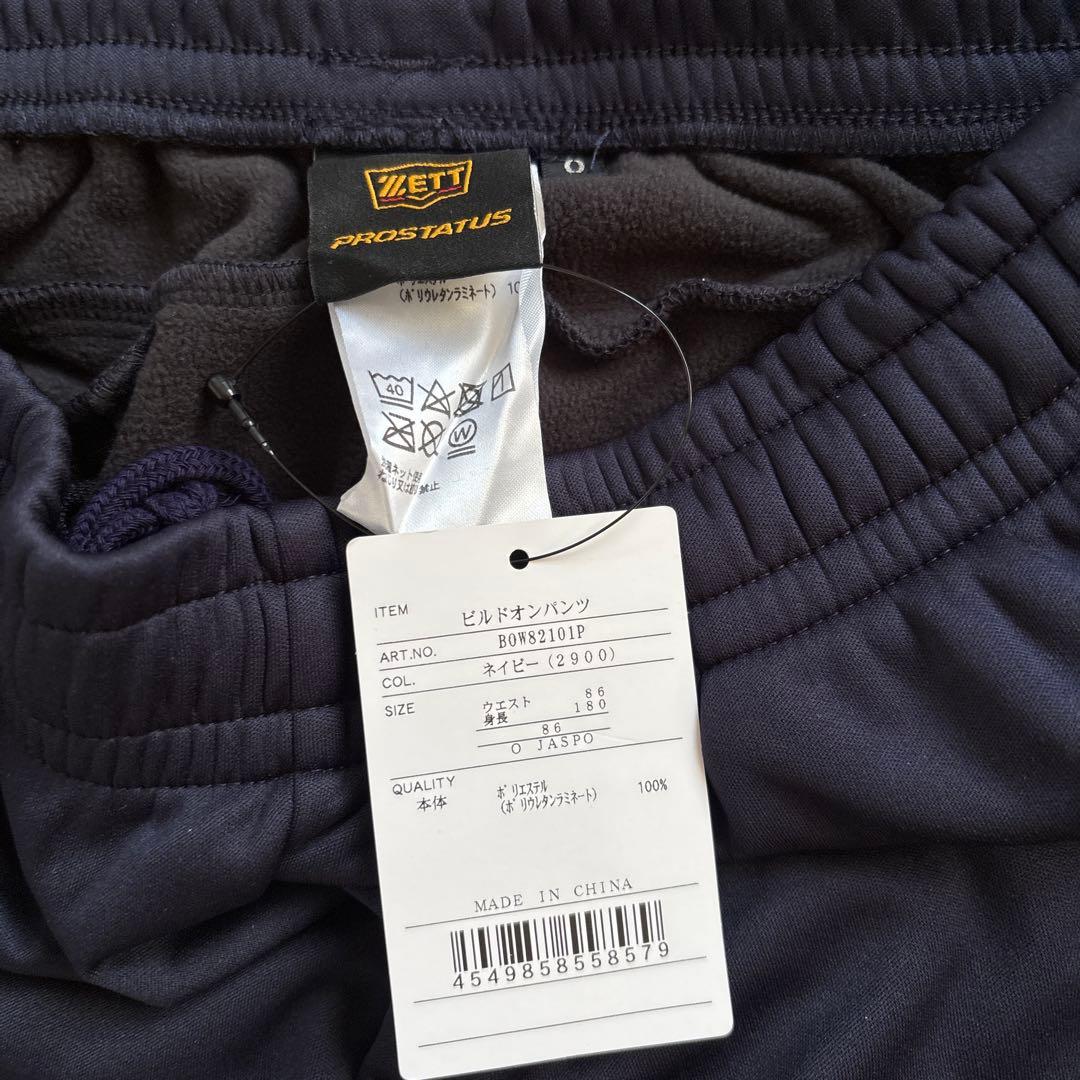 O
ZETT
PROSTATUS
(ポリウレタンラミネート) 10
40
W
ITEM ビルドオンパンツ
ART.NO. BOW82101P
COL. ネイビー(2900)
SIZE ウエスト 86
身長 180
86
O JASPO
QUALITY ポリエステル 100%
本体 (ポリウレタンラミネート)
MADE IN CHINA
4549858558579